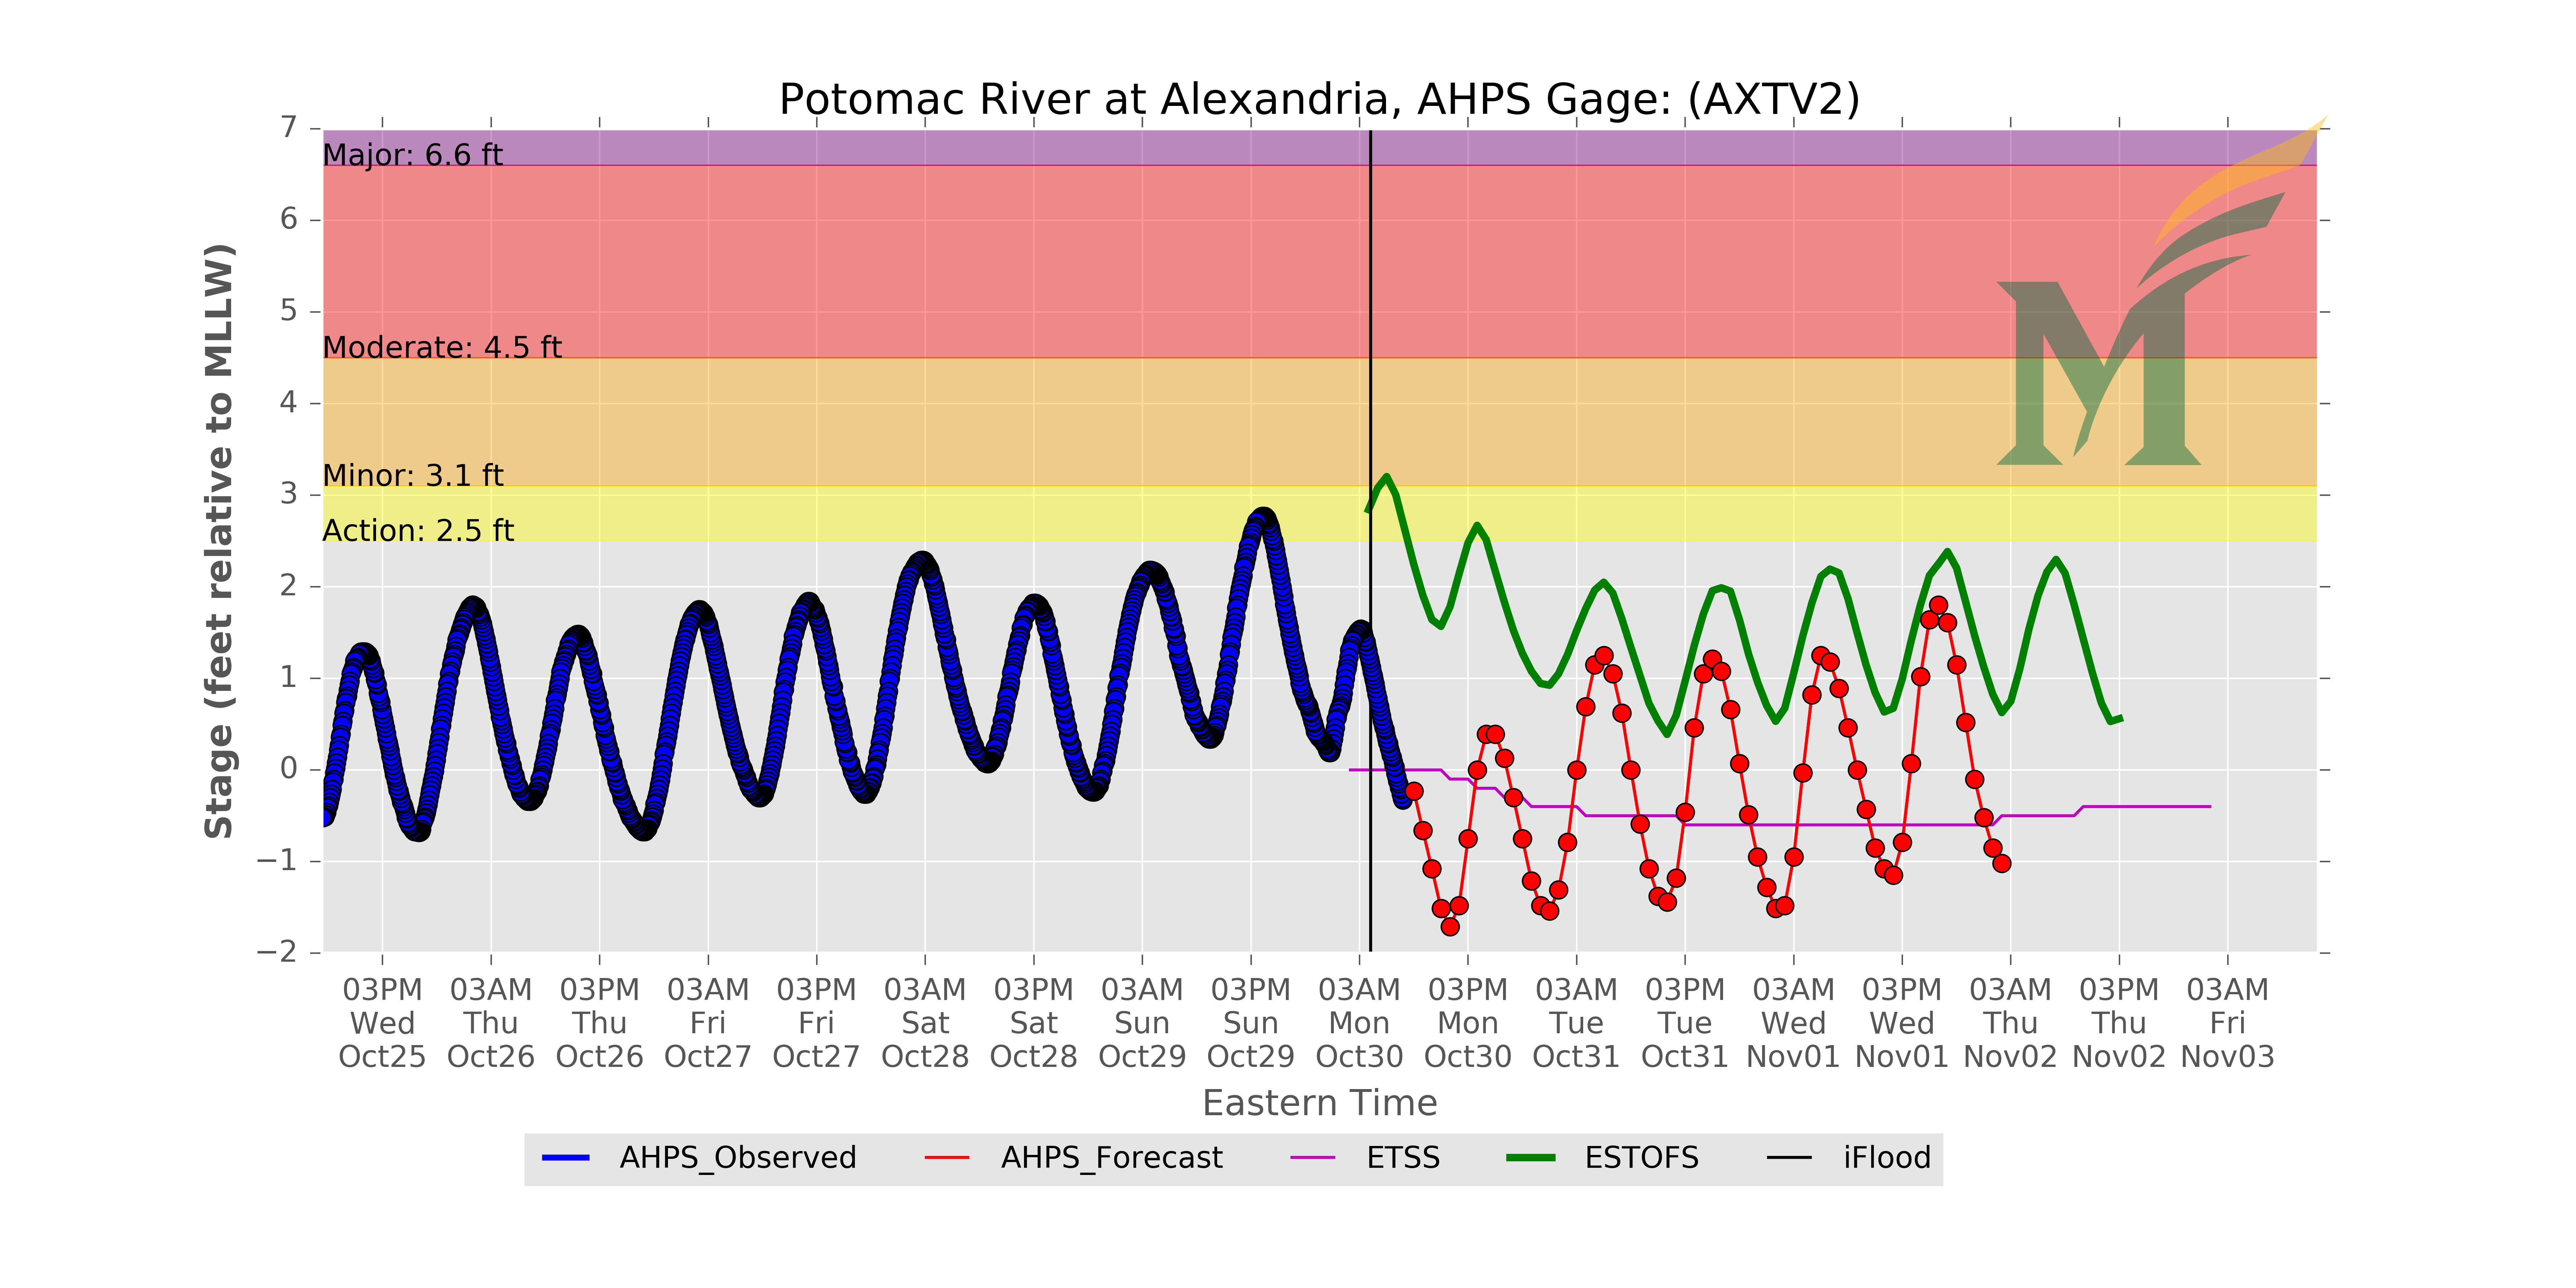 Potomac River at Alexandria, AHPS Gage: (AXTV2)
7
6
5
4
3
2
1
0
−1
−2
Stage (feet relative to MLLW)
Major: 6.6 ft
Moderate: 4.5 ft
Minor: 3.1 ft
Action: 2.5 ft
M
03PM 03AM 03PM 03AM 03PM 03AM 03PM 03AM 03PM 03AM 03PM 03AM 03PM 03AM 03PM 03AM 03PM 03AM
Wed Thu Thu Fri Fri Sat Sat Sun Sun Mon Mon Tue Tue Wed Wed Thu Thu Fri
Oct25 Oct26 Oct26 Oct27 Oct27 Oct28 Oct28 Oct29 Oct29 Oct30 Oct30 Oct31 Oct31 Nov01 Nov01 Nov02 Nov02 Nov03
Eastern Time
AHPS_Observed AHPS_Forecast ETSS ESTOFS iFlood